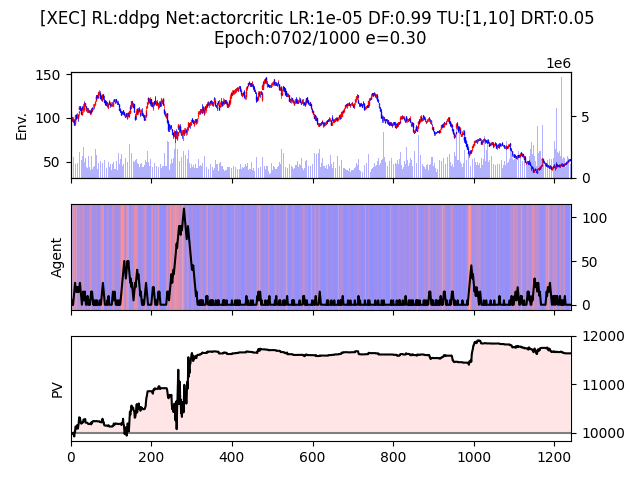 [XEC] RL:ddpg Net:actorcritic LR:1e-05 DF:0.99 TU:[1,10] DRT:0.05
Epoch:0702/1000 e=0.30
1e6
150
100
50
Env.
5
0
Agent
100
50
0
PV
12000
11000
10000
0 200 400 600 800 1000 1200